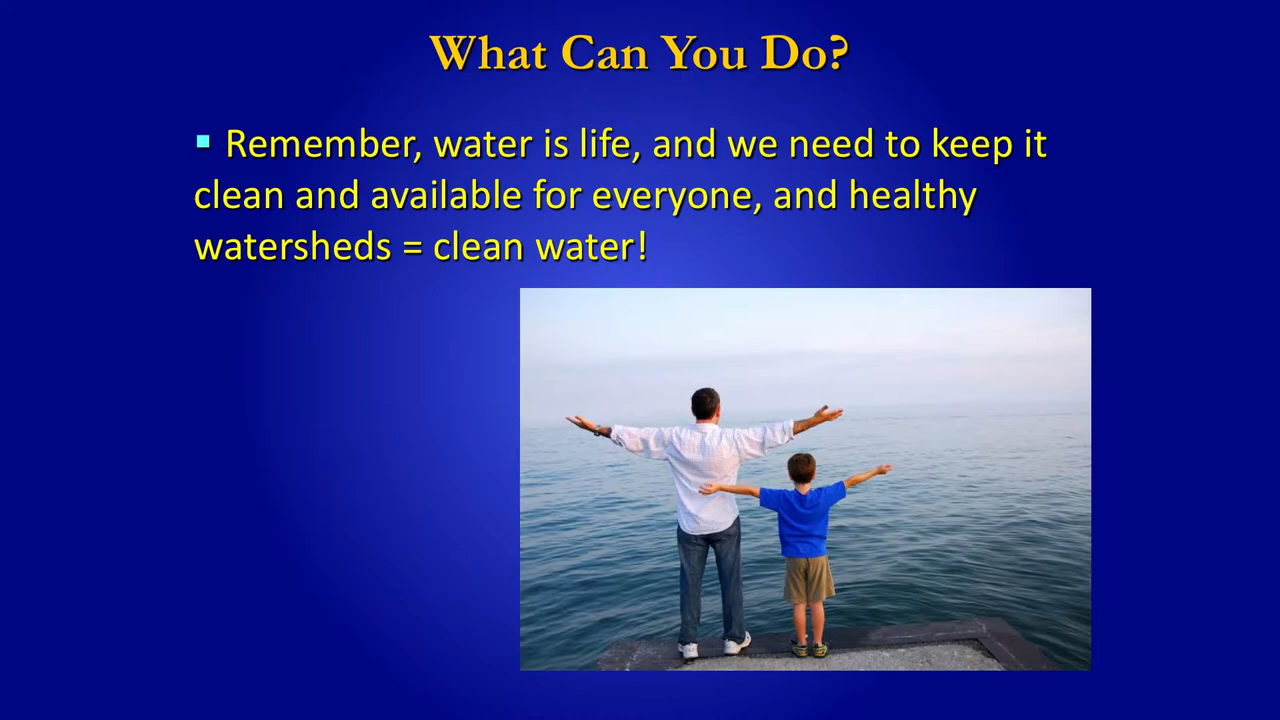 What Can You Do?
▪ Remember, water is life, and we need to keep it
clean and available for everyone, and healthy
watersheds = clean water!